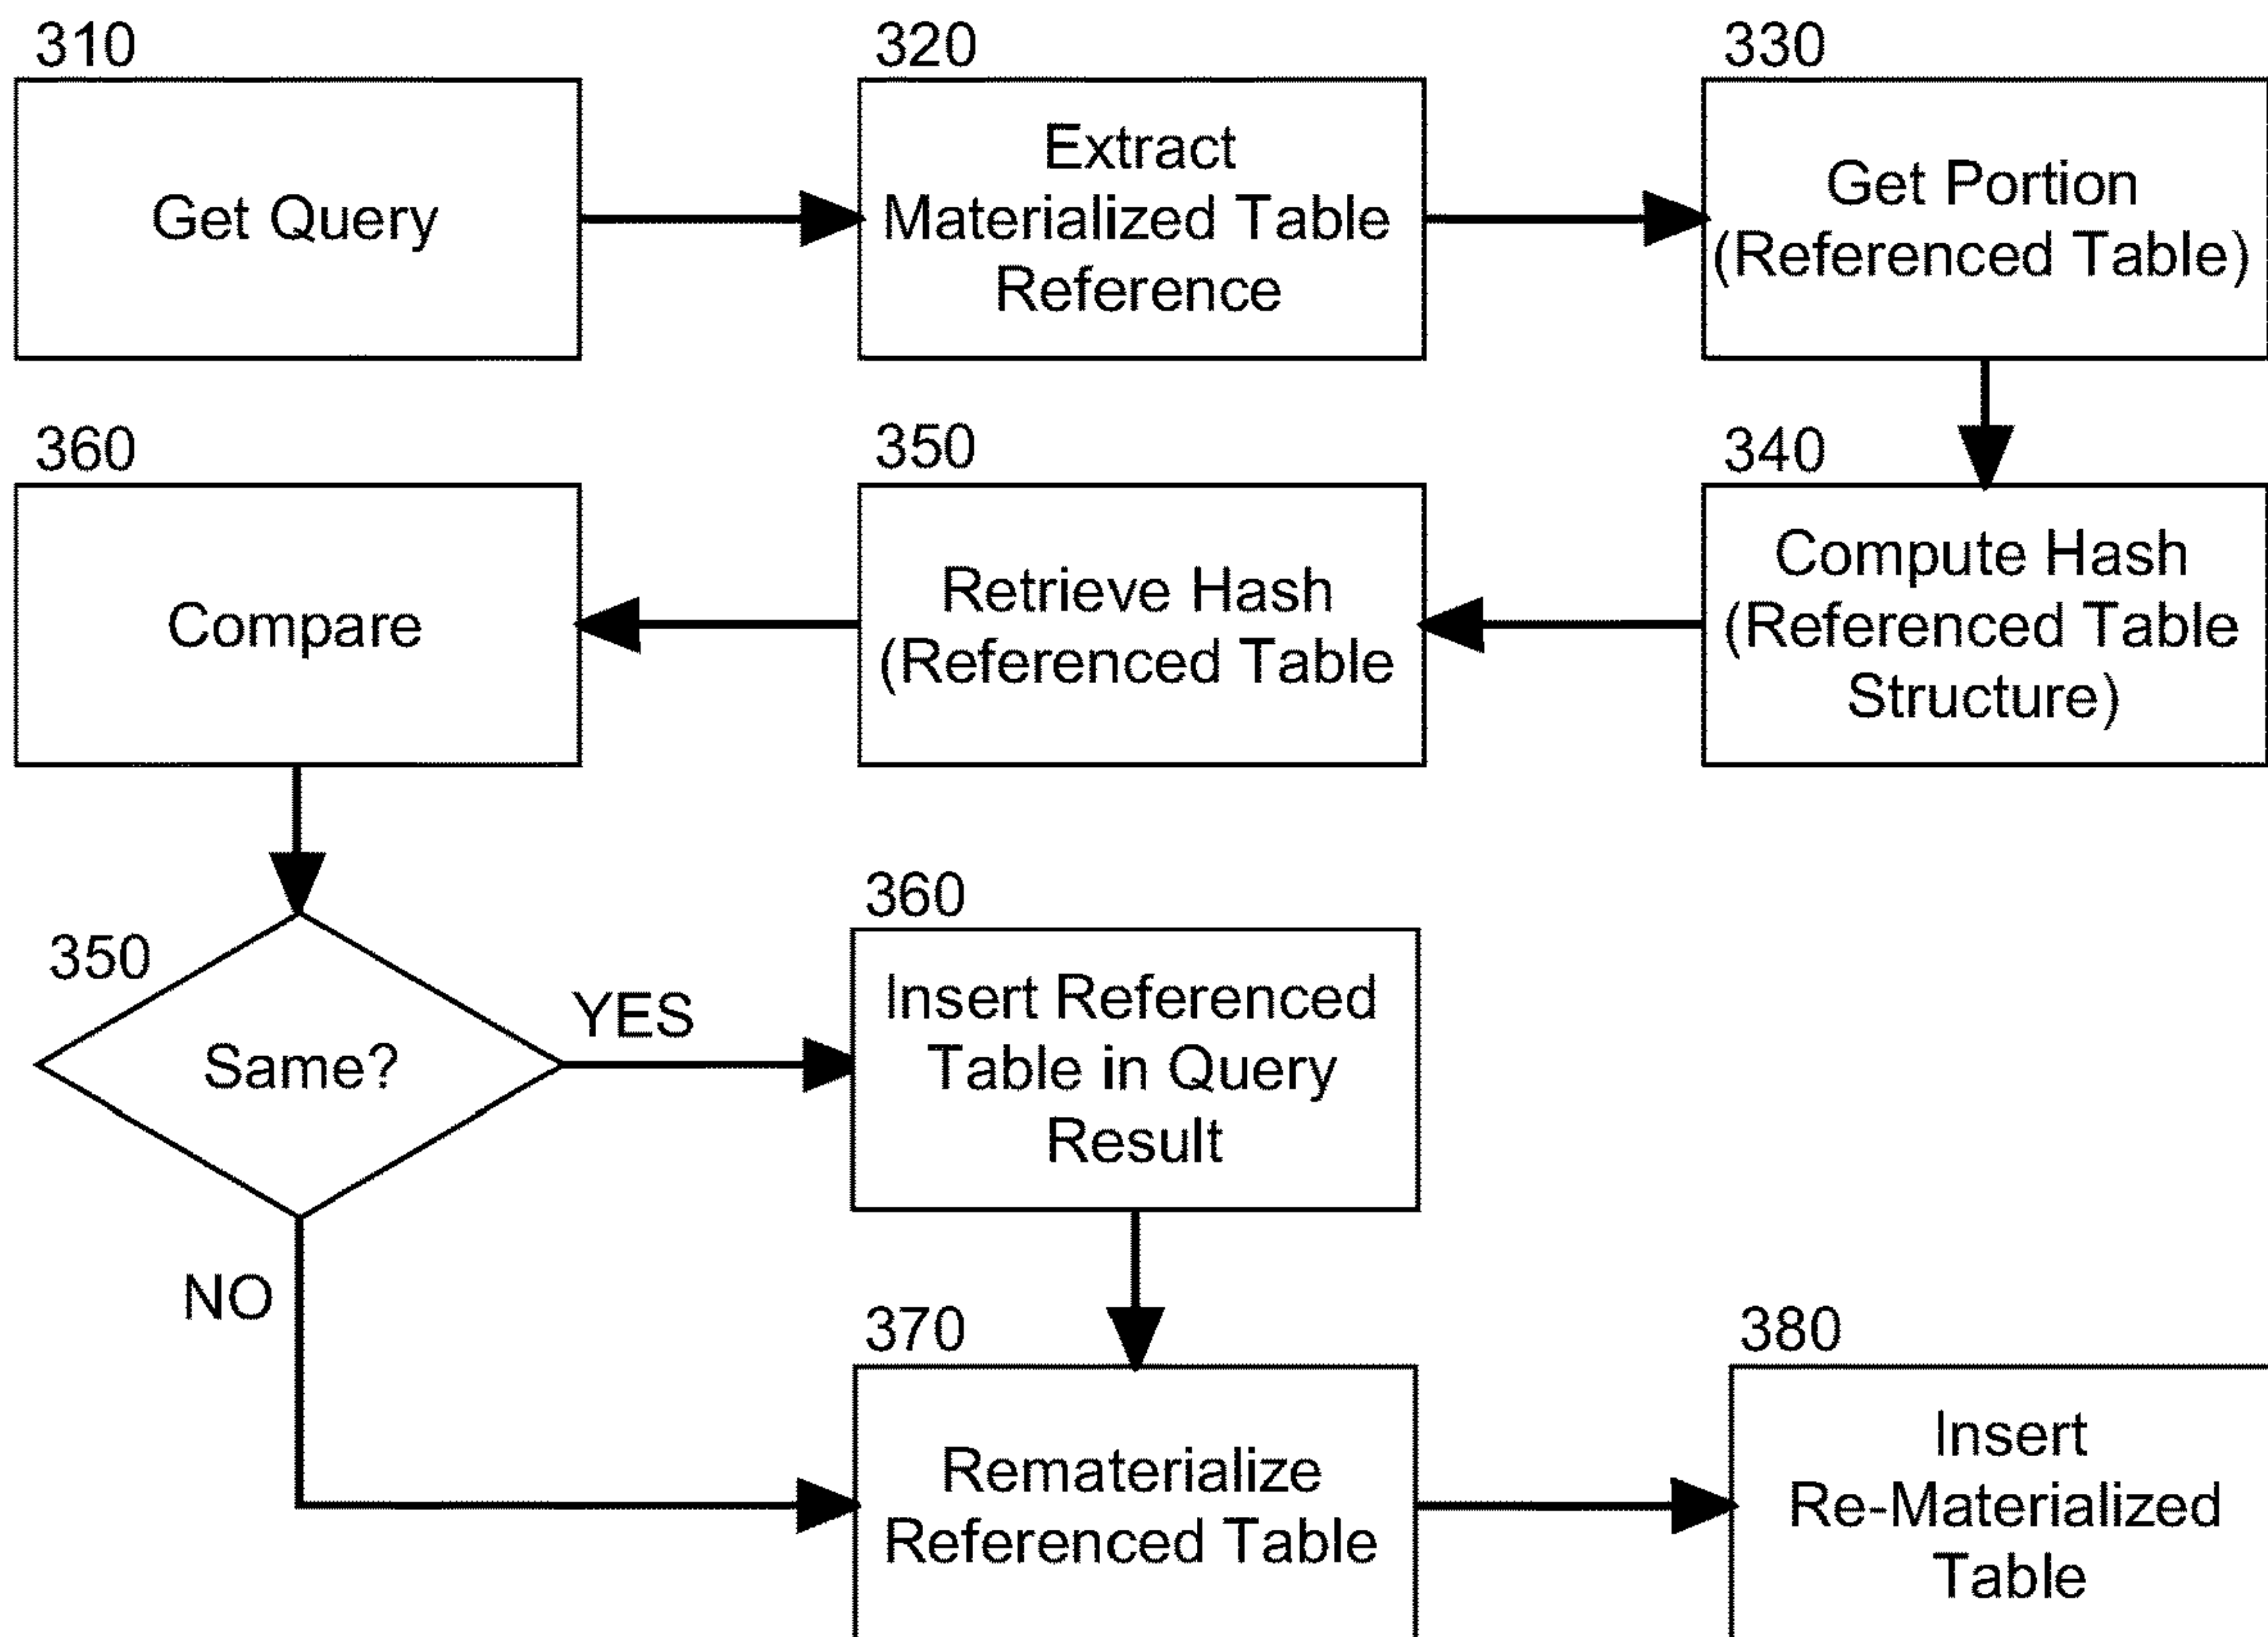 310
Get Query
320
Extract
Materialized Table
Reference
330
Get Portion
(Referenced Table)
360
Compare
350
Retrieve Hash
(Referenced Table
340
Compute Hash
(Referenced Table
Structure)
350
Same?
YES
NO
360
Insert Referenced
Table in Query
Result
370
Rematerialize
Referenced Table
380
Insert
Re-Materialized
Table